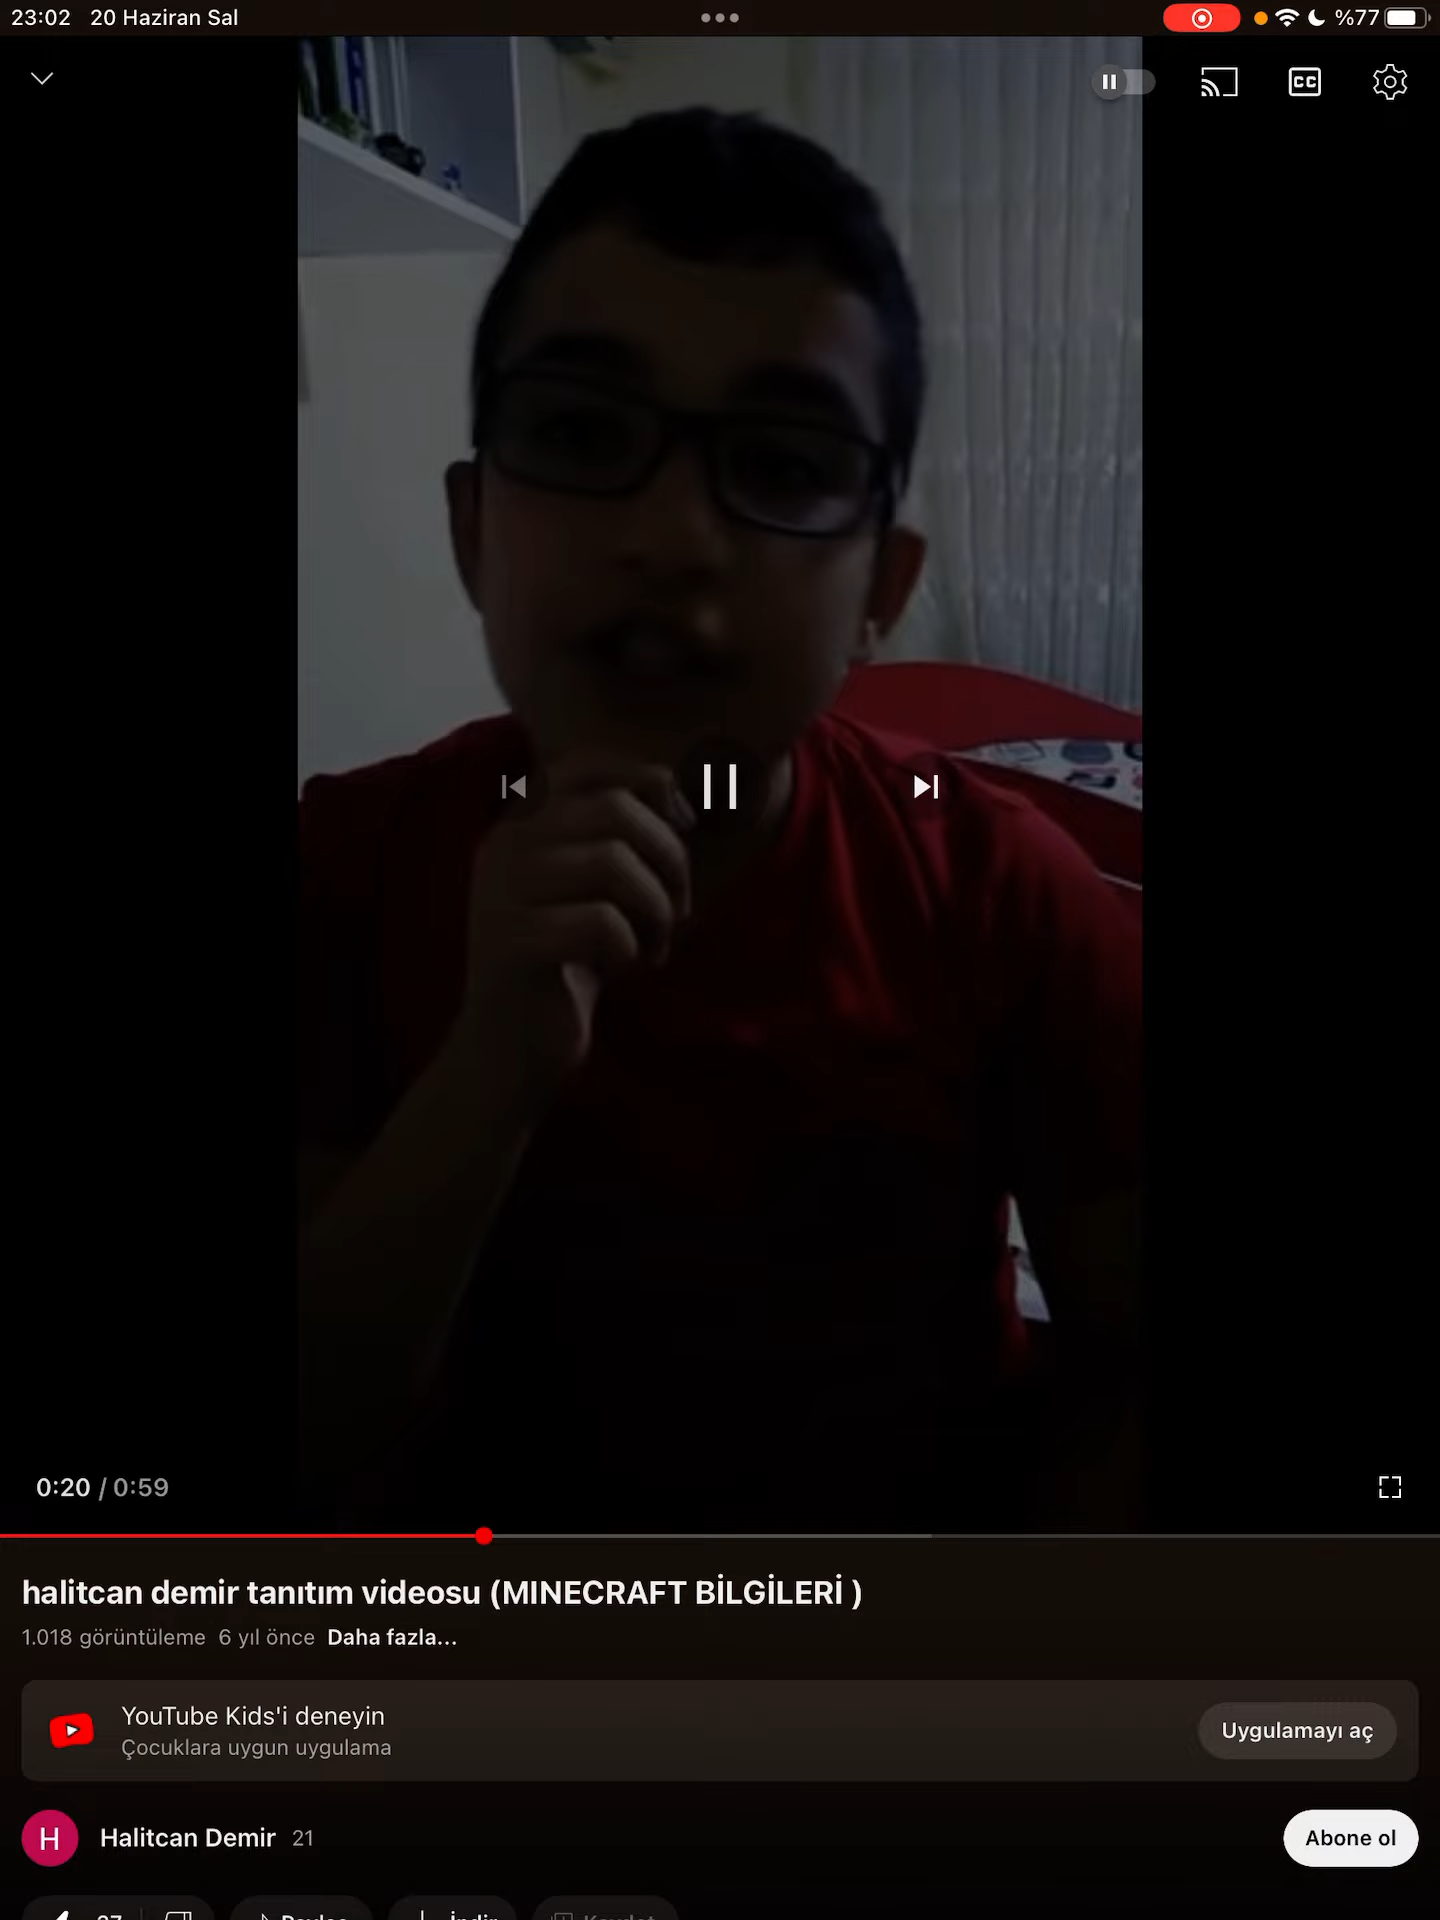 23:02 20 Haziran Sal
%77
CC
0:20 / 0:59
halitcan demir tanıtım videosu (MINECRAFT BİLGİLERİ )
1.018 görüntüleme 6 yıl önce Daha fazla...
YouTube Kids'i deneyin
Çocuklara uygun uygulama
Uygulamayı aç
H
Halitcan Demir 21
Abone ol